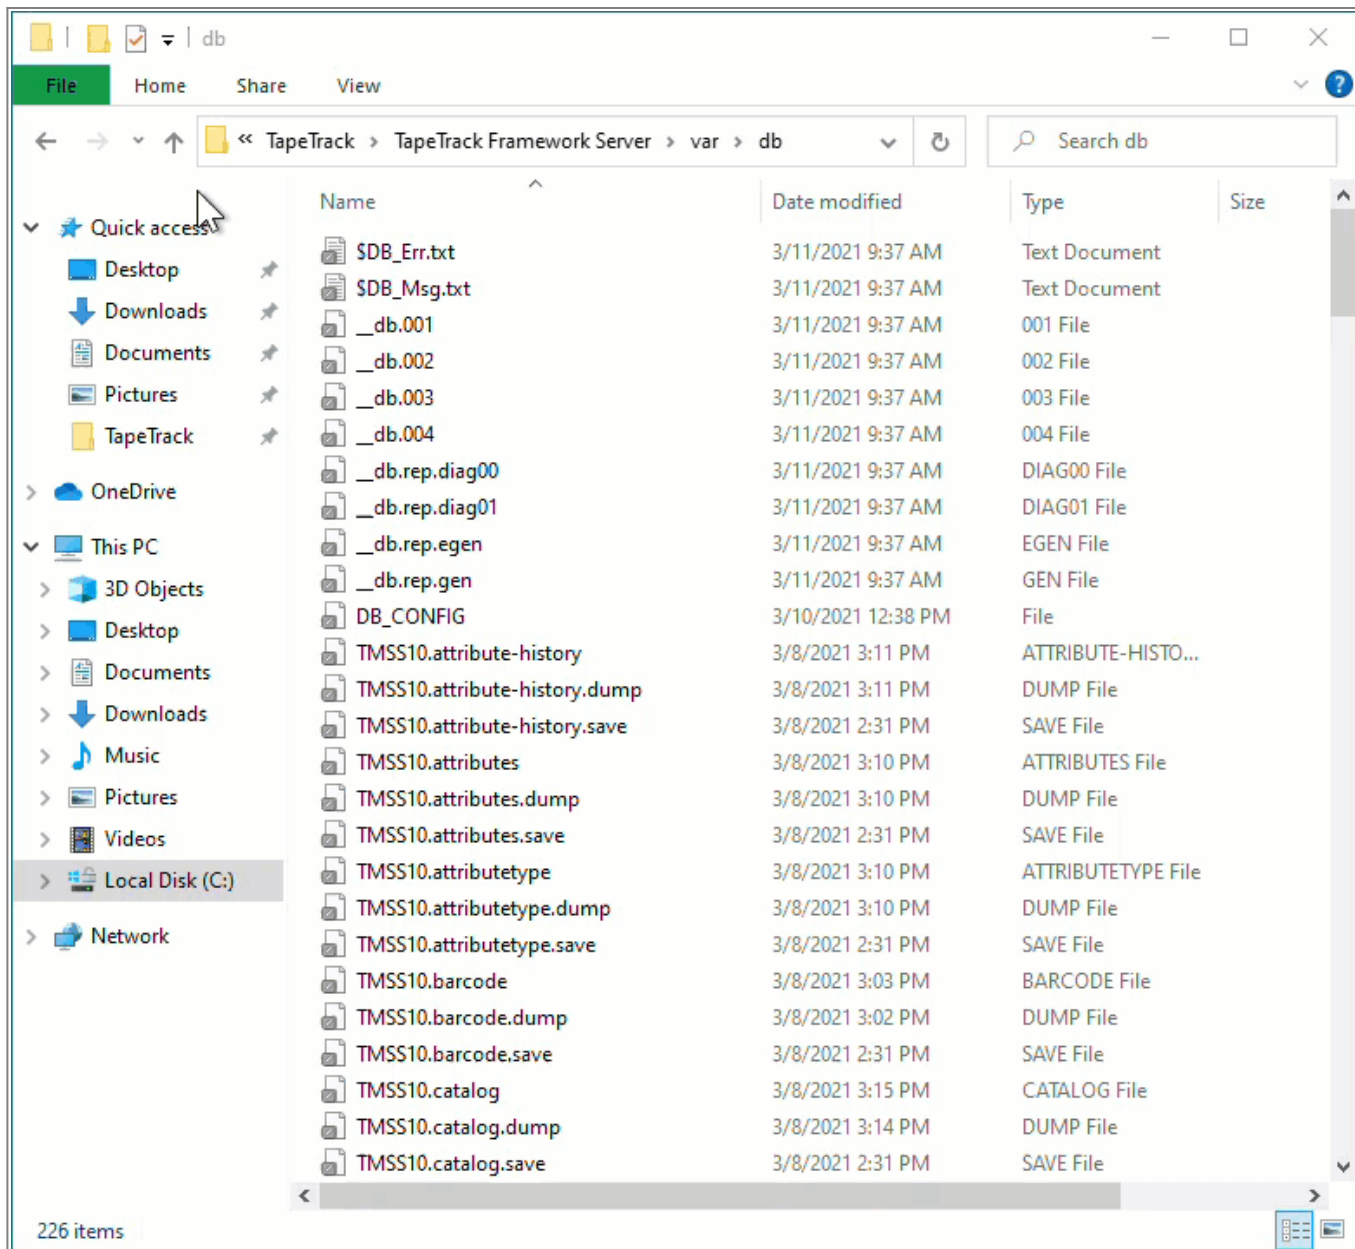 db
File Home Share View
« TapeTrack › TapeTrack Framework Server › var › db Search db
Quick access
Desktop
Downloads
Documents
Pictures
TapeTrack
OneDrive
This PC
3D Objects
Desktop
Documents
Downloads
Music
Pictures
Videos
Local Disk (C:)
Network
Name Date modified Type Size
$DB_Err.txt 3/11/2021 9:37 AM Text Document
$DB_Msg.txt 3/11/2021 9:37 AM Text Document
__db.001 3/11/2021 9:37 AM 001 File
__db.002 3/11/2021 9:37 AM 002 File
__db.003 3/11/2021 9:37 AM 003 File
__db.004 3/11/2021 9:37 AM 004 File
__db.rep.diag00 3/11/2021 9:37 AM DIAG00 File
__db.rep.diag01 3/11/2021 9:37 AM DIAG01 File
__db.rep.egen 3/11/2021 9:37 AM EGEN File
__db.rep.gen 3/11/2021 9:37 AM GEN File
DB_CONFIG 3/10/2021 12:38 PM File
TMSS10.attribute-history 3/8/2021 3:11 PM ATTRIBUTE-HISTO...
TMSS10.attribute-history.dump 3/8/2021 3:11 PM DUMP File
TMSS10.attribute-history.save 3/8/2021 2:31 PM SAVE File
TMSS10.attributes 3/8/2021 3:10 PM ATTRIBUTES File
TMSS10.attributes.dump 3/8/2021 3:10 PM DUMP File
TMSS10.attributes.save 3/8/2021 2:31 PM SAVE File
TMSS10.attributetype 3/8/2021 3:10 PM ATTRIBUTETYPE File
TMSS10.attributetype.dump 3/8/2021 3:10 PM DUMP File
TMSS10.attributetype.save 3/8/2021 2:31 PM SAVE File
TMSS10.barcode 3/8/2021 3:03 PM BARCODE File
TMSS10.barcode.dump 3/8/2021 3:02 PM DUMP File
TMSS10.barcode.save 3/8/2021 2:31 PM SAVE File
TMSS10.catalog 3/8/2021 3:15 PM CATALOG File
TMSS10.catalog.dump 3/8/2021 3:14 PM DUMP File
TMSS10.catalog.save 3/8/2021 2:31 PM SAVE File
226 items